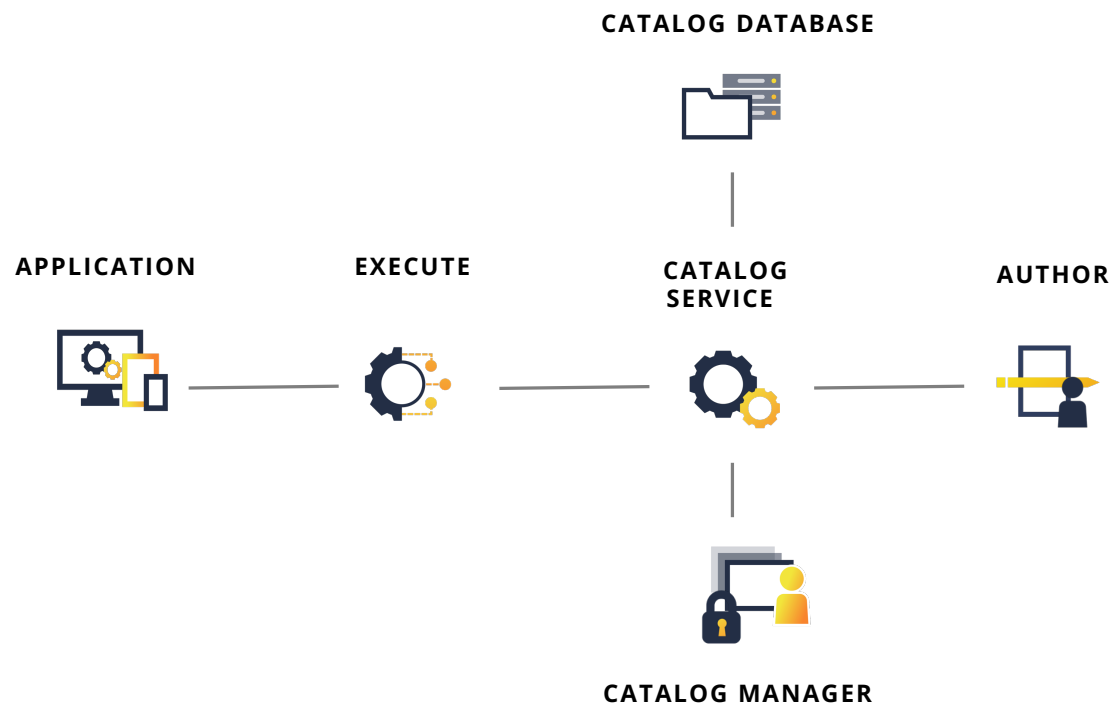 CATALOG DATABASE
APPLICATION
EXECUTE
CATALOG
SERVICE
AUTHOR
CATALOG MANAGER